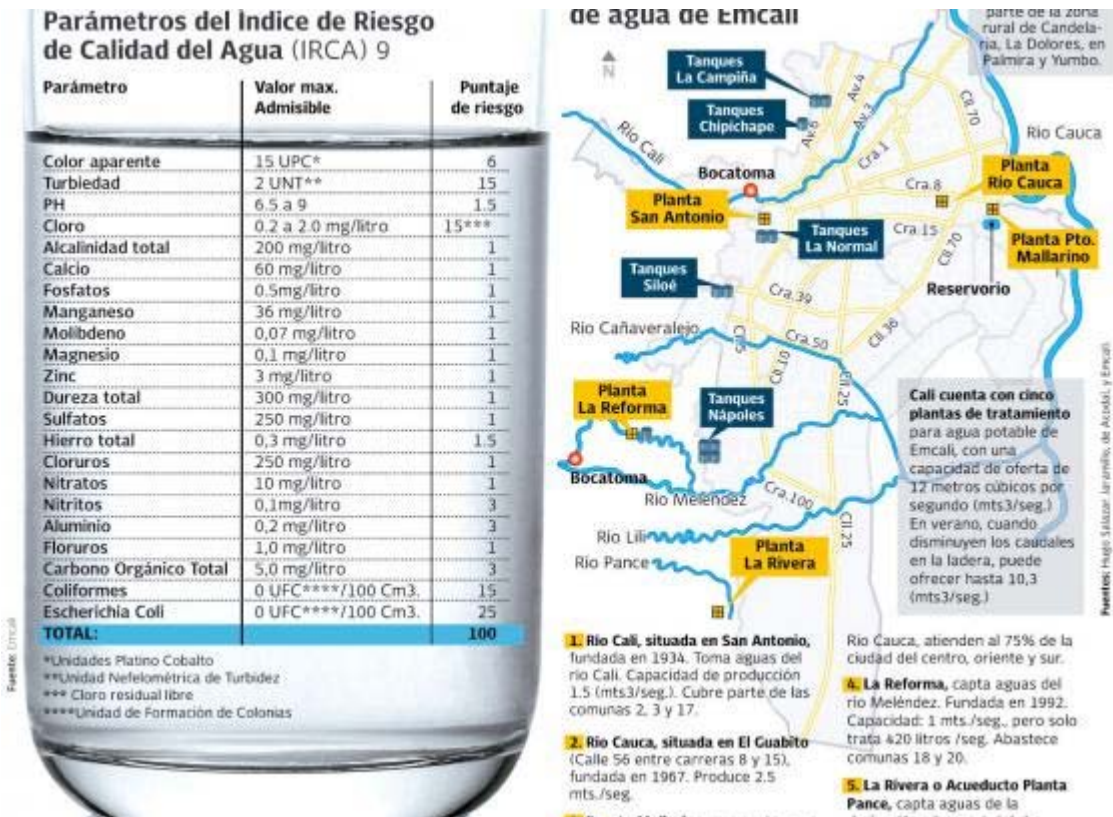 Parámetros del Indice de Riesgo
de Calidad del Agua (IRCA) 9
Parámetro Valor max. Admisible Puntaje de riesgo
Color aparente 15 UPC* 6
Turbiedad 2 UNT** 15
PH 6.5 a 9 1.5
Cloro 0.2 a 2.0 mg/litro 15***
Alcalinidad total 200 mg/litro 1
Calcio 60 mg/litro 1
Fosfatos 0.5mg/litro 1
Manganeso 36 mg/litro 1
Molibdeno 0,07 mg/litro 1
Magnesio 0,1 mg/litro 1
Zinc 3 mg/litro 1
Dureza total 300 mg/litro 1
Sulfatos 250 mg/litro 1
Hierro total 0,3 mg/litro 1.5
Cloruros 250 mg/litro 1
Nitratos 10 mg/litro 1
Nitritos 0,1mg/litro 3
Aluminio 0,2 mg/litro 3
Floruros 1,0 mg/litro 1
Carbono Orgánico Total 5,0 mg/litro 3
Coliformes 0 UFC****/100 Cm3. 15
Escherichia Coli 0 UFC****/100 Cm3. 25
TOTAL: 100
*Unidades Platino Cobalto
**Unidad Nefelométrica de Turbidez
*** Cloro residual libre
****Unidad de Formación de Colonias
Fuente: Emcali
de agua de Emcali
parte de la zona
rural de Candela-
ria, La Dolores, en
Palmira y Yumbo.
N
Tanques
La Campiña
Tanques
Chipichape
Av.4
Av.3
Av.6
Cll.70
Río Cali
Río Cauca
Cra.1
Bocatoma
Cra.8
Planta
Río Cauca
Planta
San Antonio
Tanques
La Normal
Cra.15
Cll.70
Planta Pto.
Mallarino
Tanques
Siloé
Cra.39
Reservorio
Río Cañaveralejo
Cll.5
Cra.50
Cll.36
Cll.10
Cll.25
Planta
La Reforma
Tanques
Nápoles
Bocatoma
Río Meléndez
Cra.100
Río Lili
Cll.25
Río Pance
Planta
La Rivera
Cali cuenta con cinco
plantas de tratamiento
para agua potable de
Emcali, con una
capacidad de oferta de
12 metros cúbicos por
segundo (mts3/seg.)
En verano, cuando
disminuyen los caudales
en la ladera, puede
ofrecer hasta 10,3
(mts3/seg.)
Fuentes: Hugo Salazar Jaramillo, de Acodal, y Emcali.
1. Río Cali, situada en San Antonio,
fundada en 1934. Toma aguas del
río Cali. Capacidad de producción
1.5 (mts3/seg.). Cubre parte de las
comunas 2, 3 y 17.
2. Río Cauca, situada en El Guabito
(Calle 56 entre carreras 8 y 15),
fundada en 1967. Produce 2.5
mts./seg.
Río Cauca, atienden al 75% de la
ciudad del centro, oriente y sur.
4. La Reforma, capta aguas del
río Meléndez. Fundada en 1992.
Capacidad: 1 mts./seg., pero solo
trata 420 litros /seg. Abastece
comunas 18 y 20.
5. La Rivera o Acueducto Planta
Pance, capta aguas de la